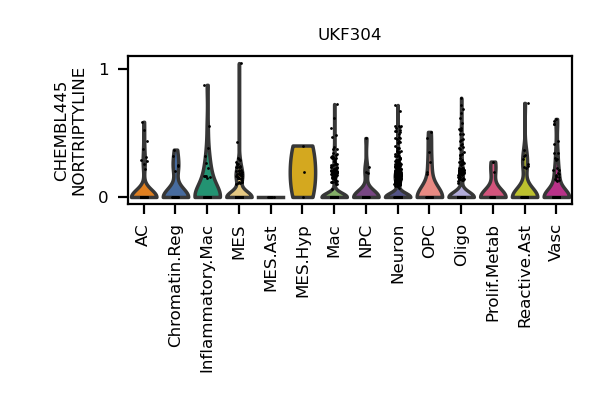 UKF304
CHEMBL445
NORTRIPTYLINE
1
0
AC
Chromatin.Reg
Inflammatory.Mac
MES
MES.Ast
MES.Hyp
Mac
NPC
Neuron
OPC
Oligo
Prolif.Metab
Reactive.Ast
Vasc